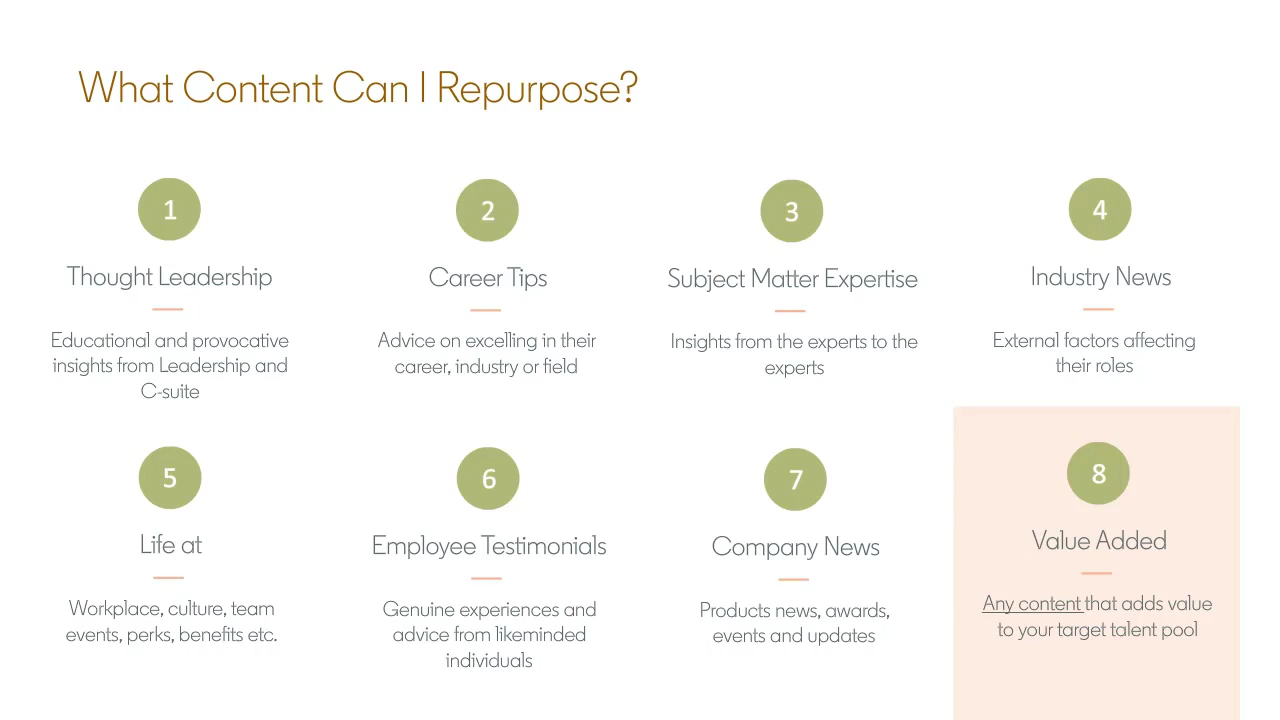 What Content Can I Repurpose?
1
Thought Leadership
Educational and provocative
insights from Leadership and
C-suite
2
Career Tips
Advice on excelling in their
career, industry or field
3
Subject Matter Expertise
Insights from the experts to the
experts
4
Industry News
External factors affecting
their roles
5
Life at
Workplace, culture, team
events, perks, benefits etc.
6
Employee Testimonials
Genuine experiences and
advice from likeminded
individuals
7
Company News
Products news, awards,
events and updates
8
Value Added
Any content that adds value
to your target talent pool